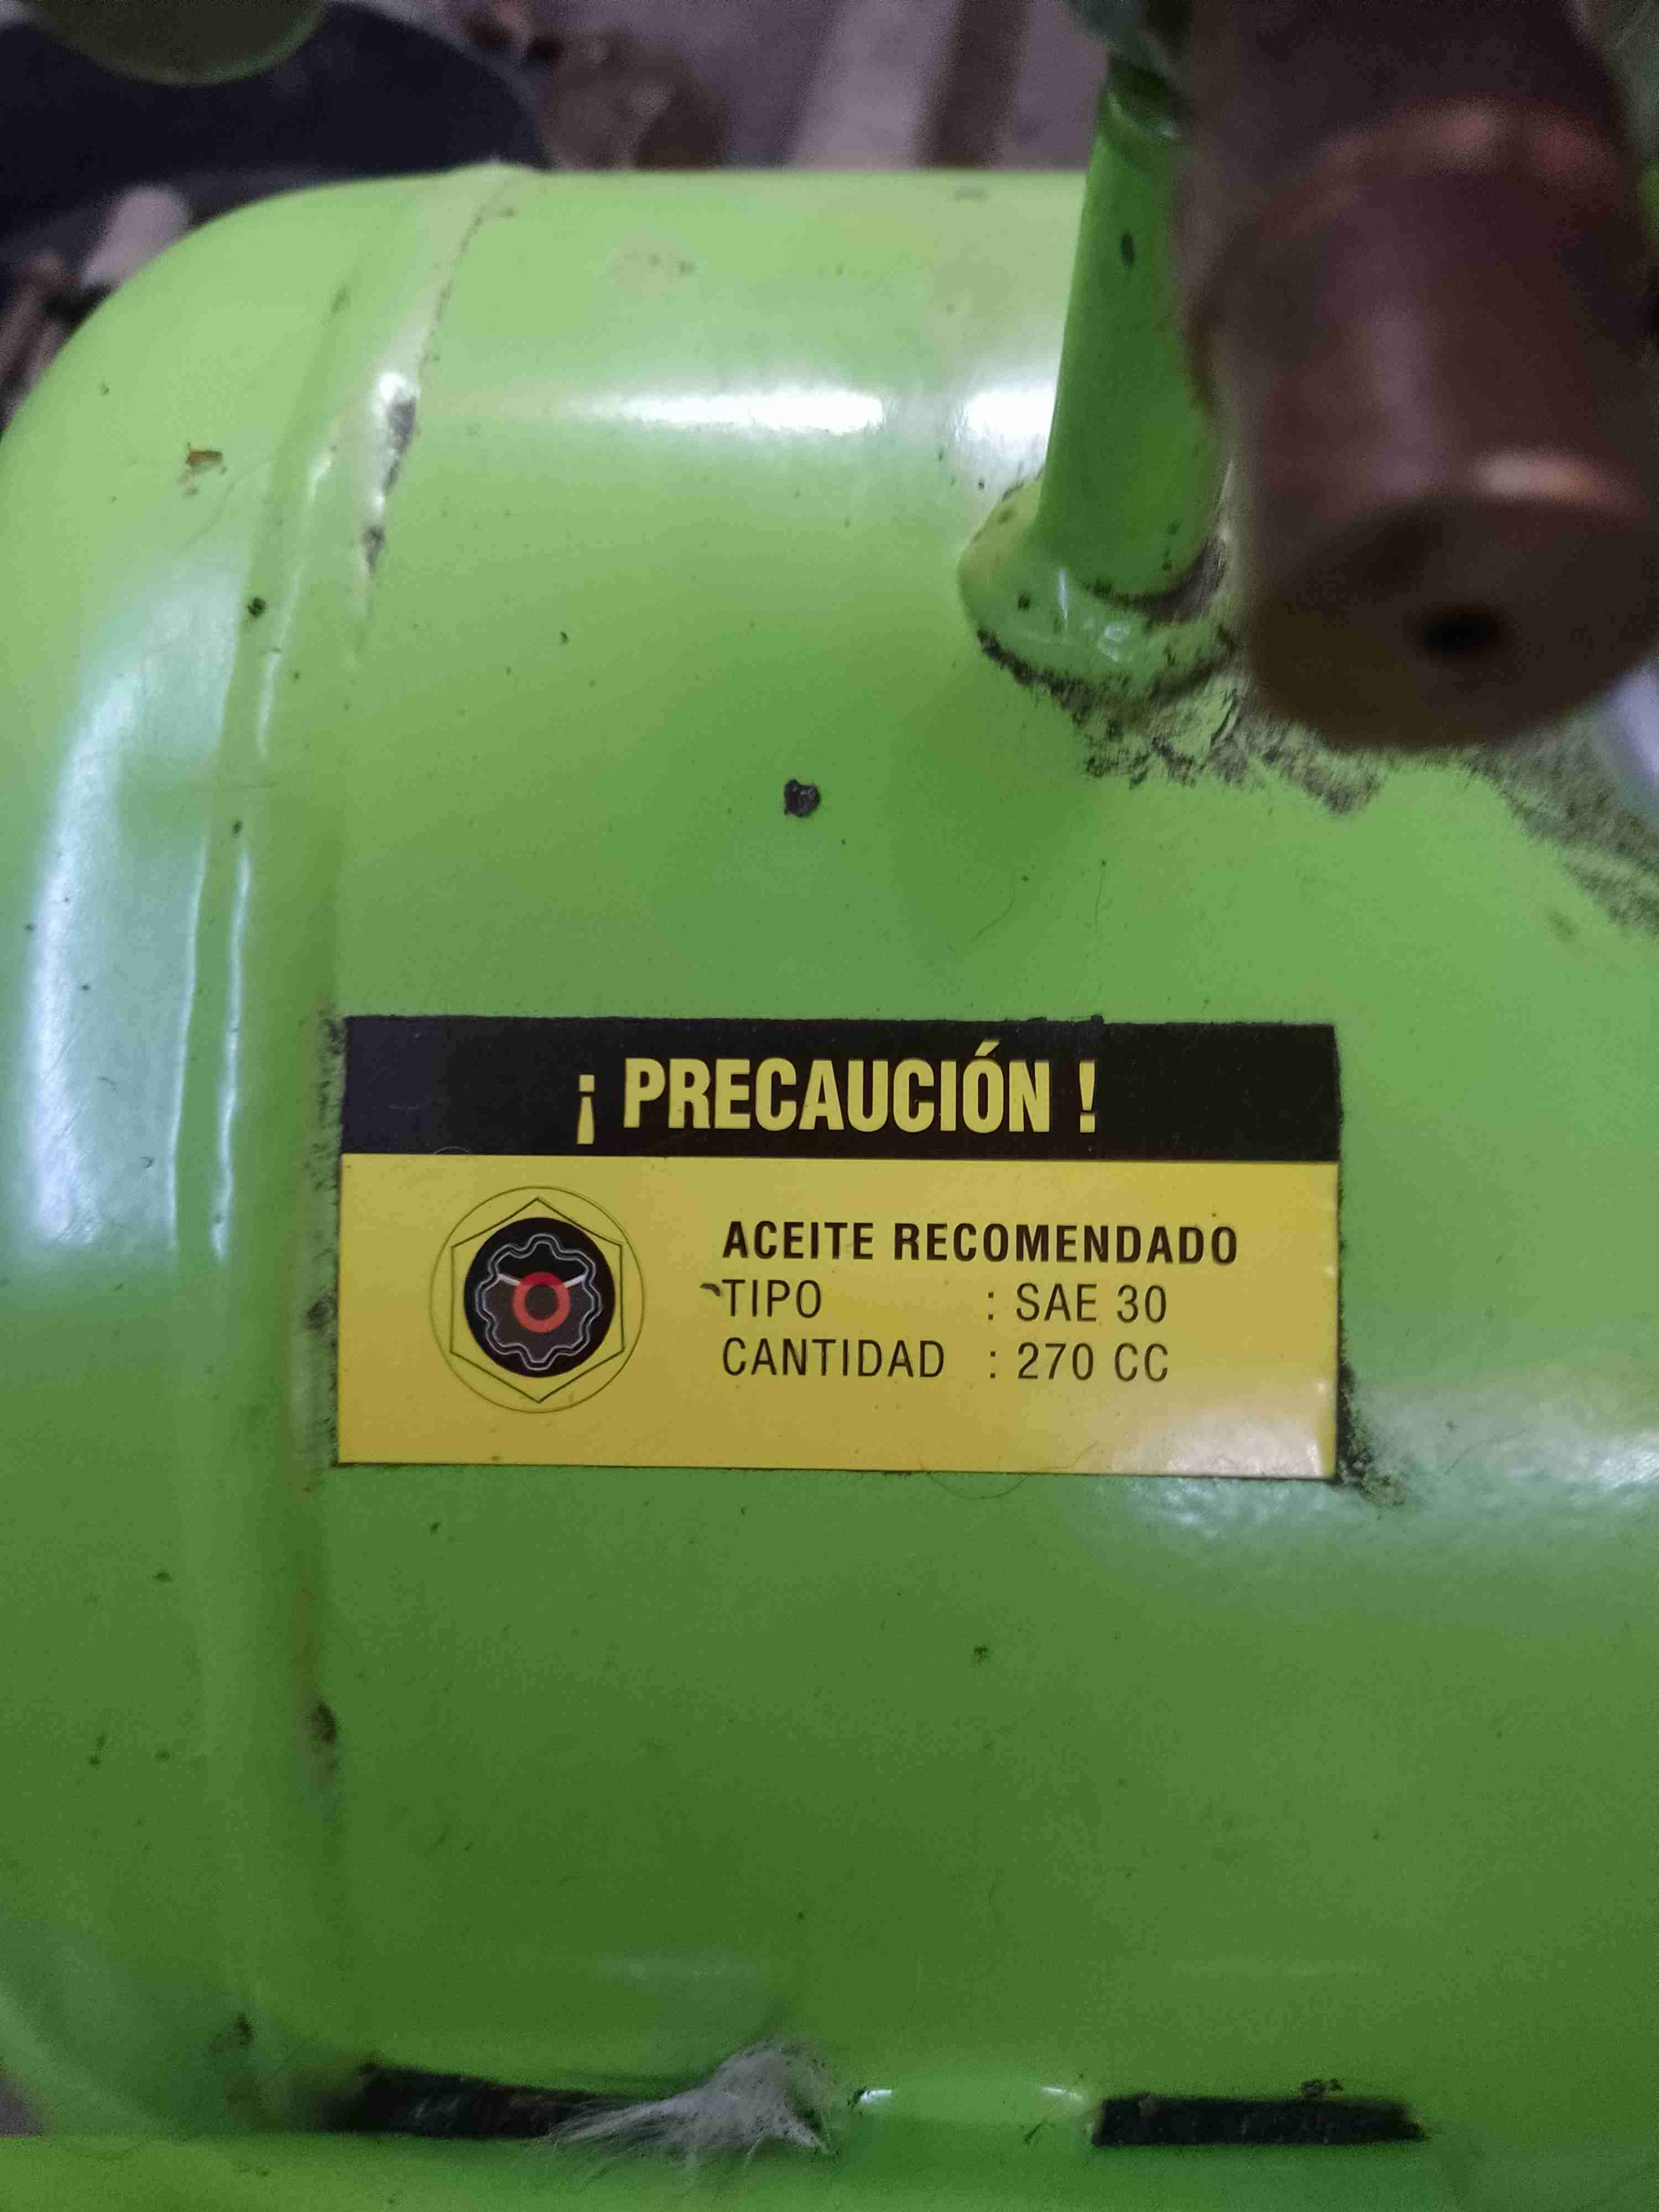 ¡ PRECAUCIÓN !
ACEITE RECOMENDADO
TIPO : SAE 30
CANTIDAD : 270 CC